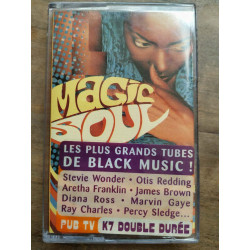 MAGIC
SOUL
LES PLUS GRANDS TUBES
DE BLACK MUSIC !
Stevie Wonder • Otis Redding
Aretha Franklin • James Brown
Diana Ross • Marvin Gaye
Ray Charles • Percy Sledge...
PUB TV K7 DOUBLE DURÉE